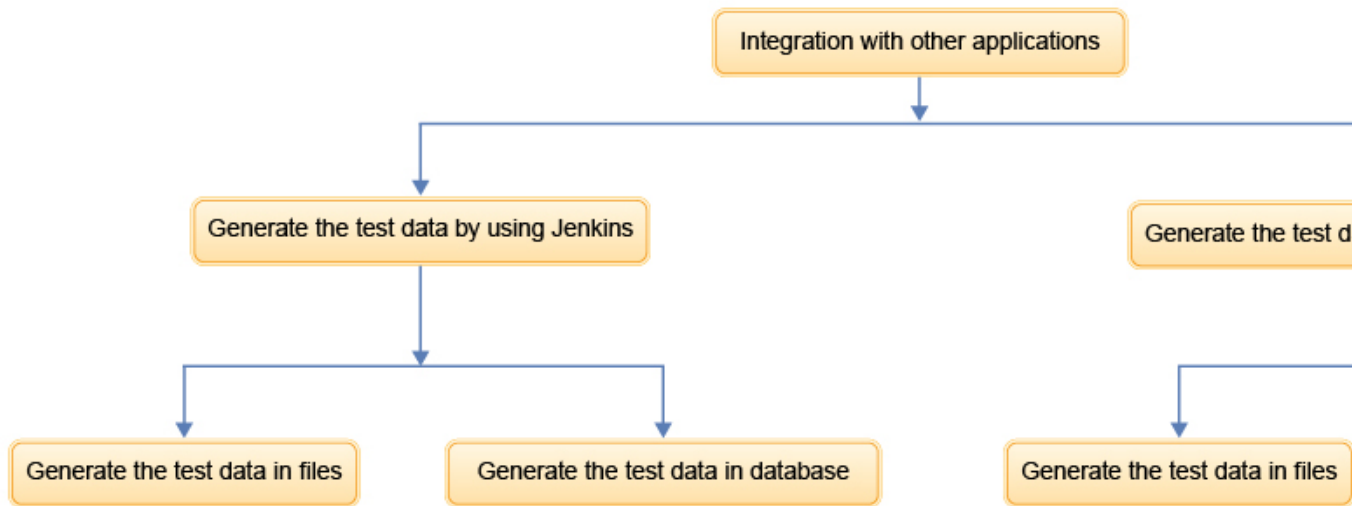 Integration with other applications
Generate the test data by using Jenkins
Generate the test
Generate the test data in files
Generate the test data in database
Generate the test data in files